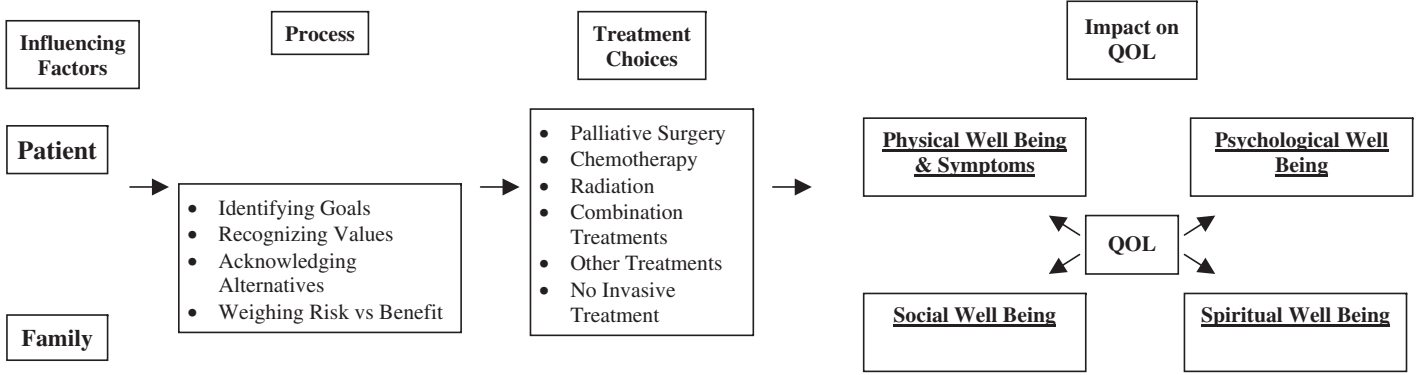 Influencing
Factors
Process
Treatment
Choices
Impact on
QOL
Patient
Family
• Identifying Goals
• Recognizing Values
• Acknowledging
Alternatives
• Weighing Risk vs Benefit
• Palliative Surgery
• Chemotherapy
• Radiation
• Combination
Treatments
• Other Treatments
• No Invasive
Treatment
Physical Well Being
& Symptoms
Psychological Well
Being
QOL
Social Well Being
Spiritual Well Being